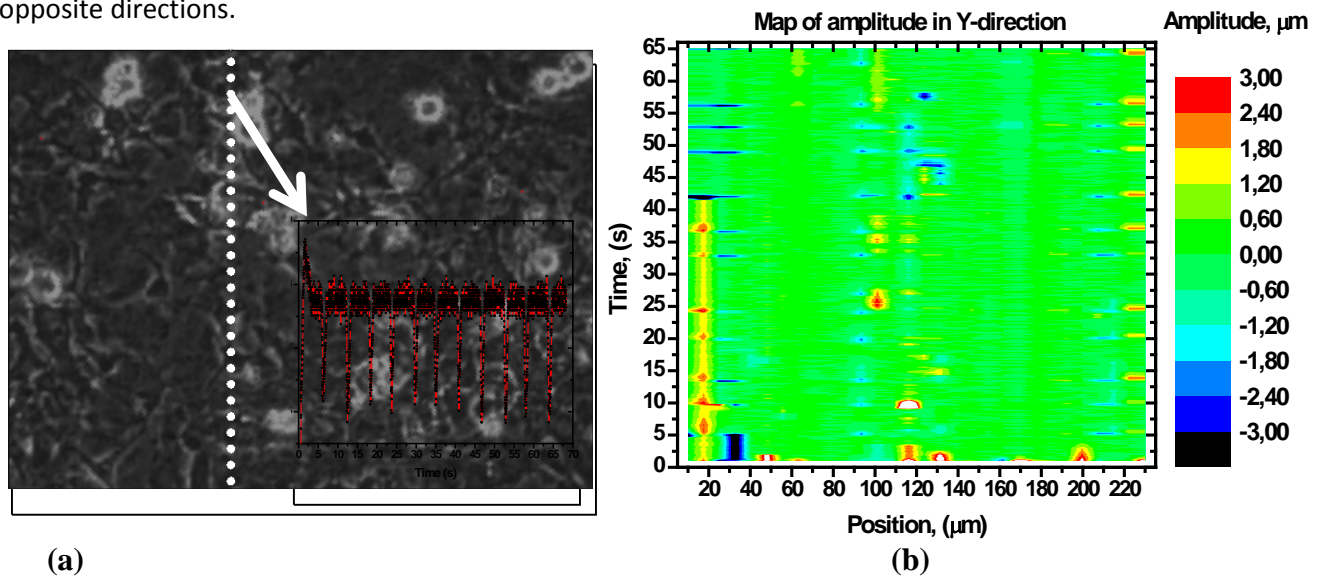 opposite directions.
Map of amplitude in Y-direction
Amplitude, μm
65
60
55
50
45
40
35
30
25
20
15
10
5
0
Time, (s)
20 40 60 80 100 120 140 160 180 200 220
Position, (μm)
3,00
2,40
1,80
1,20
0,60
0,00
-0,60
-1,20
-1,80
-2,40
-3,00
0 5 10 15 20 25 30 35 40 45 50 55 60 65 70
Time (s)
(a)
(b)